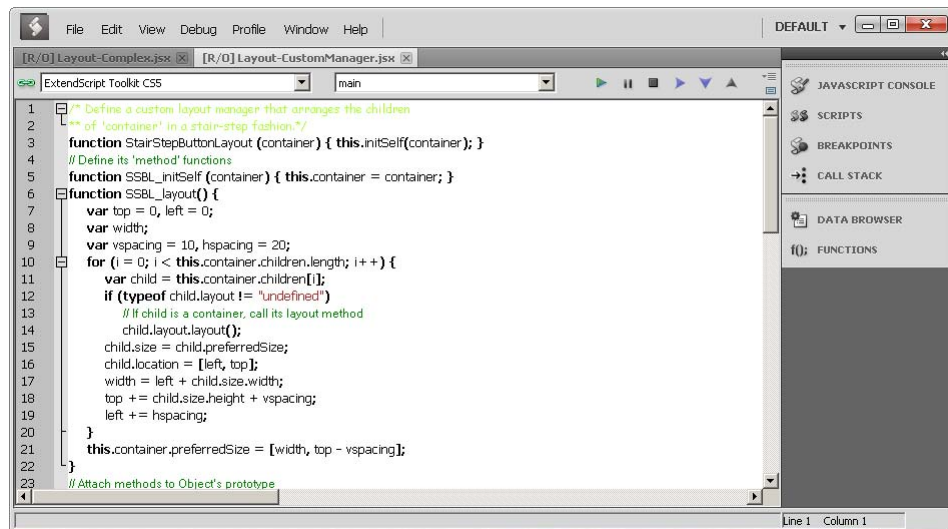 File Edit View Debug Profile Window Help
DEFAULT
[R/O] Layout-Complex.jsx [R/O] Layout-CustomManager.jsx
ExtendScript Toolkit CS5 main
1 /* Define a custom layout manager that arranges the children
2 ** of 'container' in a stair-step fashion.*/
3 function StairStepButtonLayout (container) { this.initSelf(container); }
4 // Define its 'method' functions
5 function SSBL_initSelf (container) { this.container = container; }
6 function SSBL_layout() {
7 var top = 0, left = 0;
8 var width;
9 var vspacing = 10, hspacing = 20;
10 for (i = 0; i < this.container.children.length; i++) {
11 var child = this.container.children[i];
12 if (typeof child.layout != "undefined")
13 // If child is a container, call its layout method
14 child.layout.layout();
15 child.size = child.preferredSize;
16 child.location = [left, top];
17 width = left + child.size.width;
18 top += child.size.height + vspacing;
19 left += hspacing;
20 }
21 this.container.preferredSize = [width, top - vspacing];
22 }
23 // Attach methods to Object's prototype
JAVASCRIPT CONSOLE
SCRIPTS
BREAKPOINTS
CALL STACK
DATA BROWSER
f(); FUNCTIONS
Line 1 Column 1